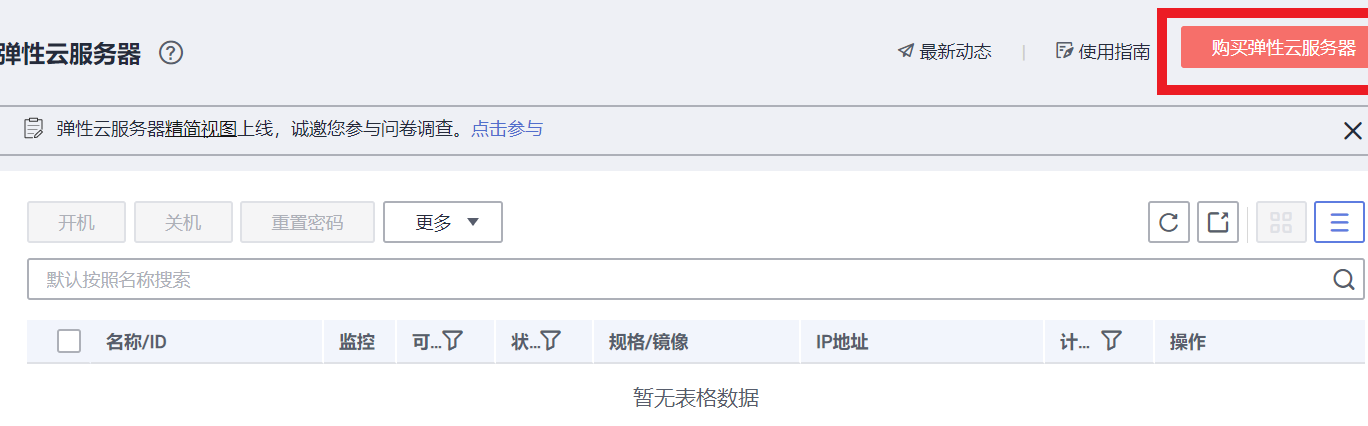 弹性云服务器 ?
最新动态 | 使用指南 购买弹性云服务器
弹性云服务器精简视图上线，诚邀您参与问卷调查。点击参与
开机 关机 重置密码 更多
默认按照名称搜索
名称/ID 监控 可... 状... 规格/镜像 IP地址 计... 操作
暂无表格数据